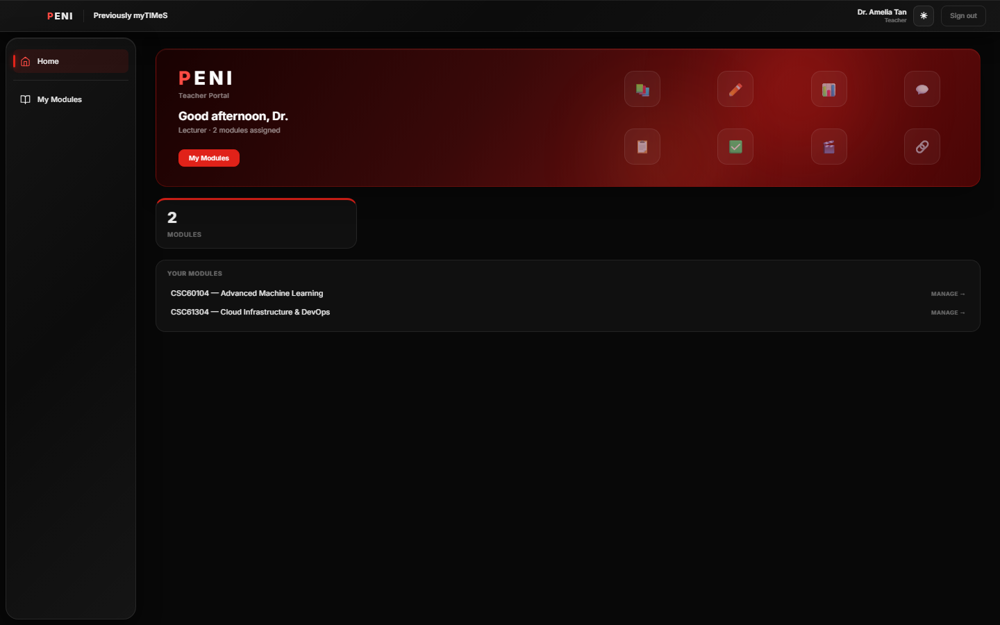 PENI
Previously myTIMeS
Dr. Amelia Tan
Teacher
Sign out
Home
My Modules
PENI
Teacher Portal
Good afternoon, Dr.
Lecturer · 2 modules assigned
My Modules
2
MODULES
YOUR MODULES
CSC60104 — Advanced Machine Learning
MANAGE →
CSC61304 — Cloud Infrastructure & DevOps
MANAGE →